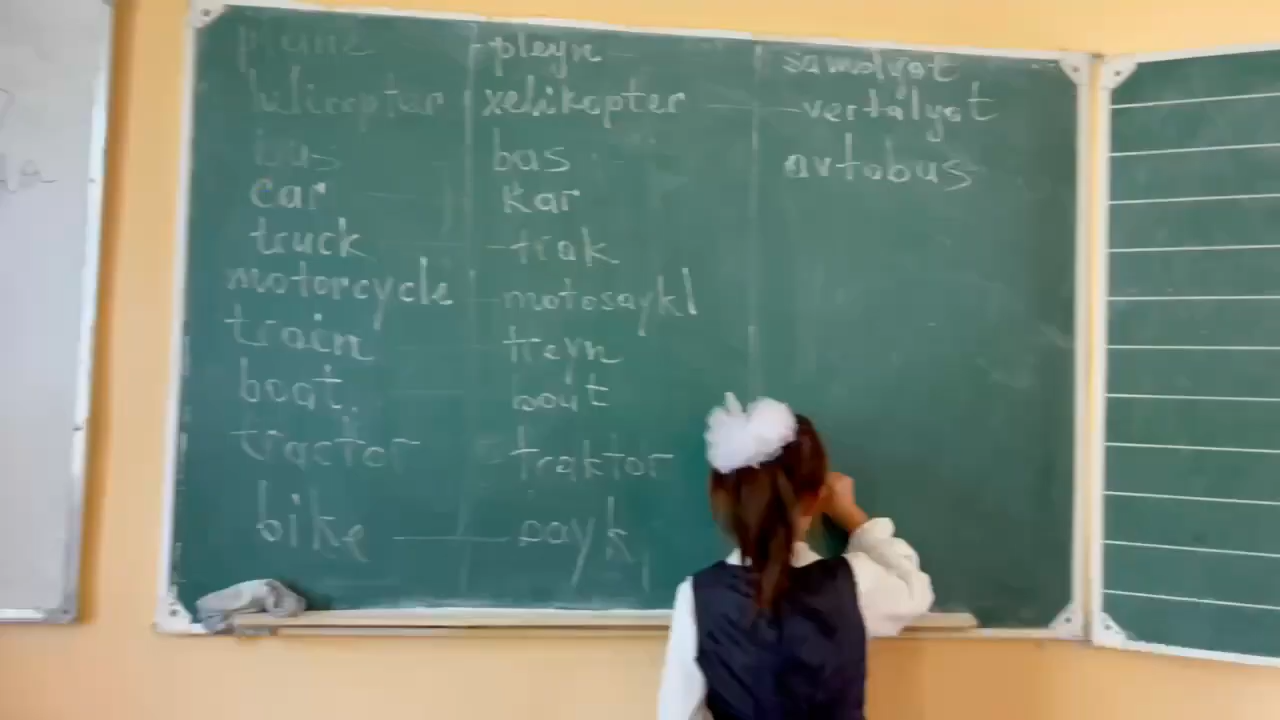 plane pleyn samolyot
helicopter xelikopter vertalyot
bus bas avtobus
car kar
truck trak
motorcycle motosaykl
train treyn
boat bout
tractor traktor
bike bayk